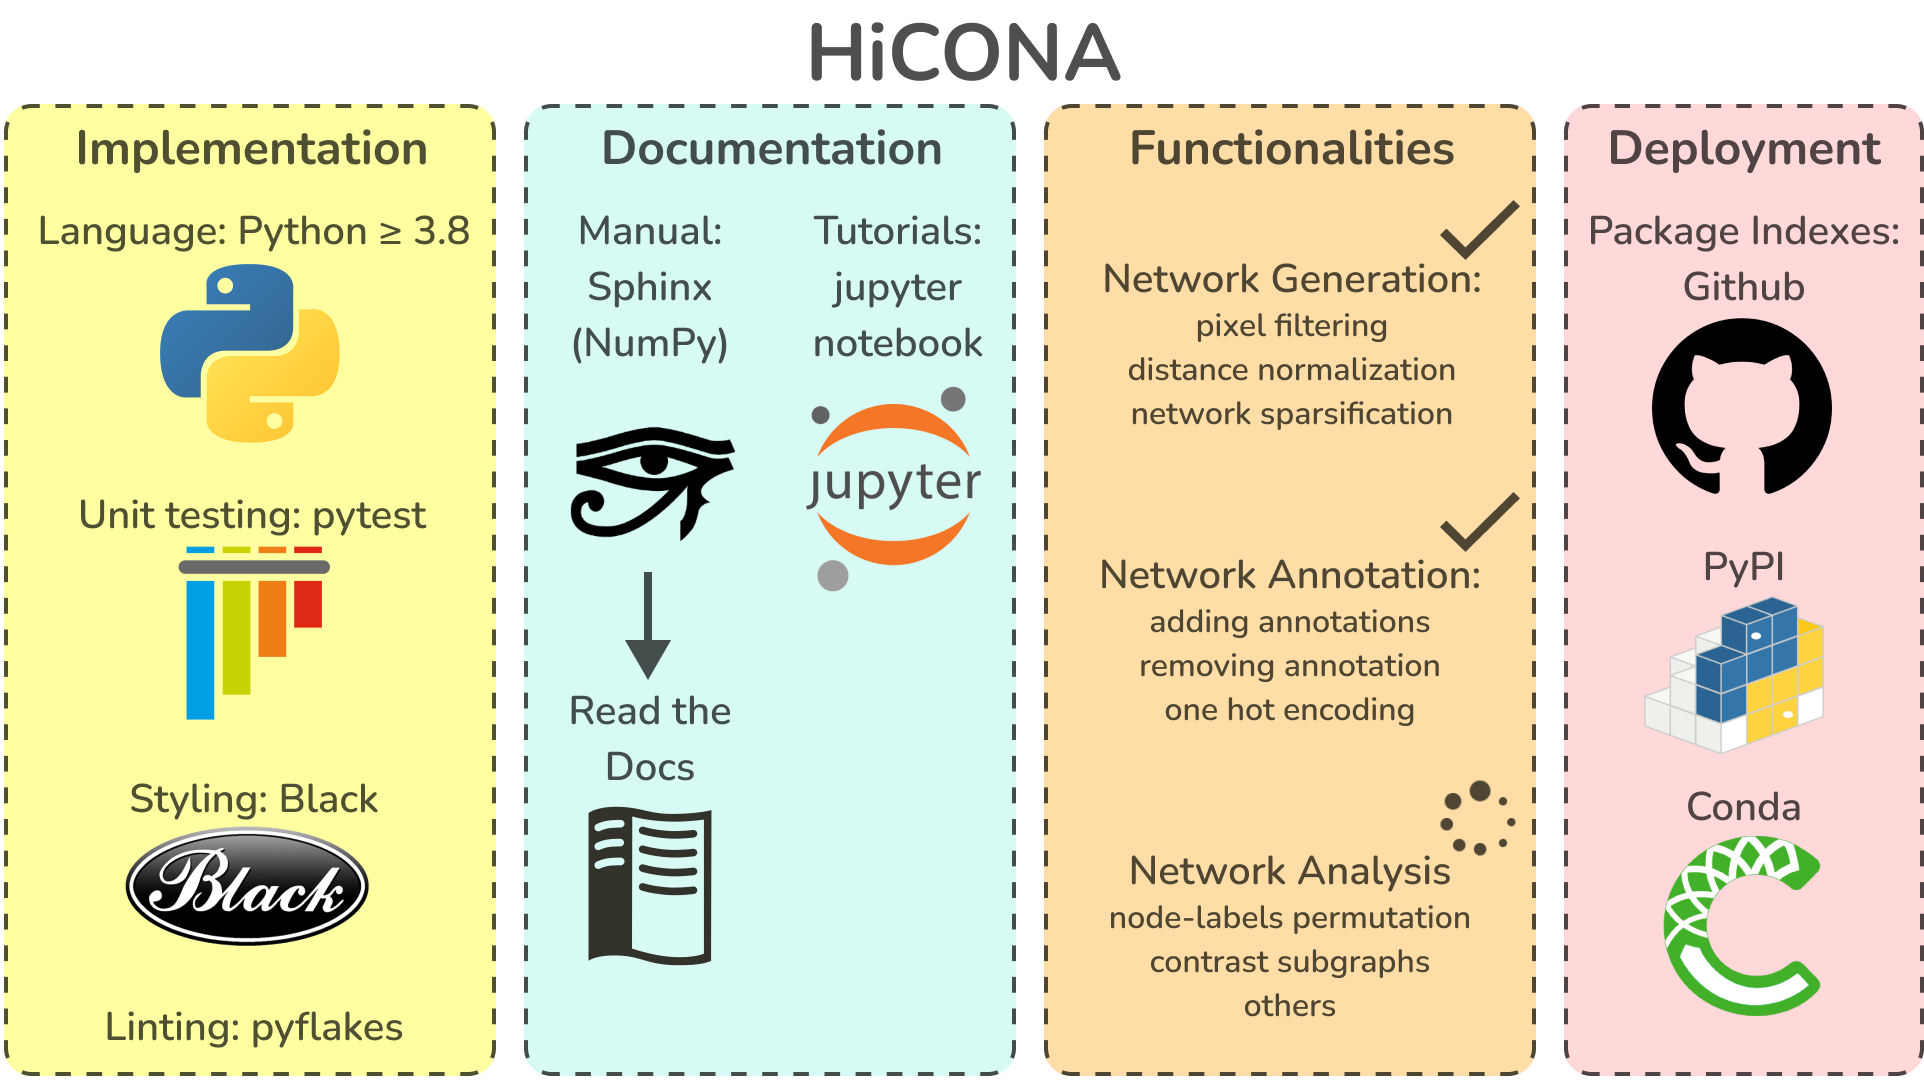 HiCONA
Implementation
Language: Python ≥ 3.8
Unit testing: pytest
Styling: Black
Black
Linting: pyflakes
Documentation
Manual:
Sphinx
(NumPy)
Read the
Docs
Tutorials:
jupyter
notebook
jupyter
Functionalities
Network Generation:
pixel filtering
distance normalization
network sparsification
Network Annotation:
adding annotations
removing annotation
one hot encoding
Network Analysis
node-labels permutation
contrast subgraphs
others
Deployment
Package Indexes:
Github
PyPI
Conda